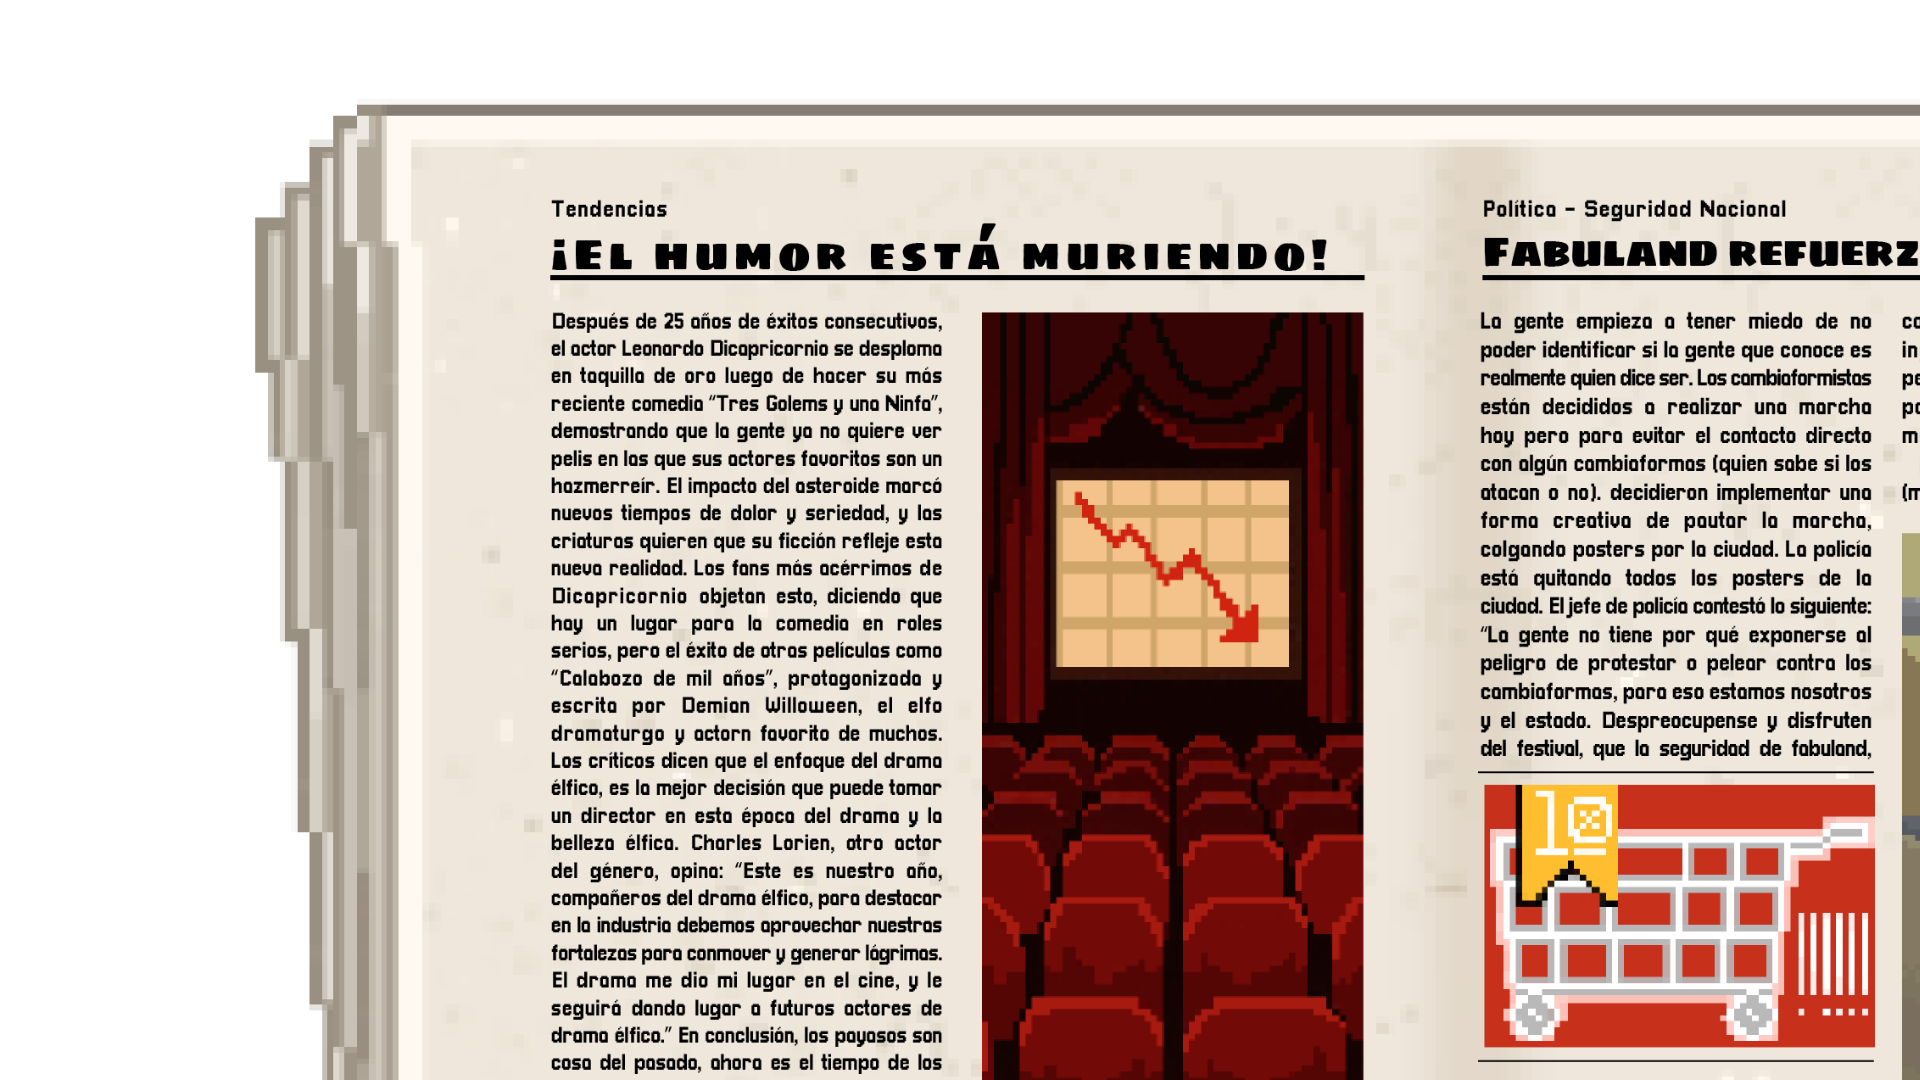 Tendencias
¡El humor está muriendo!
Después de 25 años de éxitos consecutivos,
el actor Leonardo Dicapricornio se desploma
en taquilla de oro luego de hacer su más
reciente comedia “Tres Golems y una Ninfa”,
demostrando que la gente ya no quiere ver
pelis en las que sus actores favoritos son un
hazmerreír. El impacto del asteroide marcó
nuevos tiempos de dolor y seriedad, y las
criaturas quieren que su ficción refleje esta
nueva realidad. Los fans más acérrimos de
Dicapricornio objetan esto, diciendo que
hay un lugar para la comedia en roles
serios, pero el éxito de otras películas como
“Calabozo de mil años”, protagonizada y
escrita por Demian Willoween, el elfo
dramaturgo y actorn favorito de muchos.
Los críticos dicen que el enfoque del drama
élfico, es la mejor decisión que puede tomar
un director en esta época del drama y la
belleza élfica. Charles Lorien, otro actor
del género, opina: “Este es nuestro año,
compañeros del drama élfico, para destacar
en la industria debemos aprovechar nuestras
fortalezas para conmover y generar lágrimas.
El drama me dio mi lugar en el cine, y le
seguirá dando lugar a futuros actores de
drama élfico.” En conclusión, los payasos son
cosa del pasado, ahora es el tiempo de los
Política - Seguridad Nacional
Fabuland refuerz
La gente empieza a tener miedo de no
poder identificar si la gente que conoce es
realmente quien dice ser. Los cambiaformistas
están decididos a realizar una marcha
hoy pero para evitar el contacto directo
con algún cambiaformas (quien sabe si los
atacan o no). decidieron implementar una
forma creativa de pautar la marcha,
colgando posters por la ciudad. La policía
está quitando todos los posters de la
ciudad. El jefe de policía contestó lo siguiente:
“La gente no tiene por qué exponerse al
peligro de protestar o pelear contra los
cambiaformas, para eso estamos nosotros
y el estado. Despreocupense y disfruten
del festival, que la seguridad de fabuland,